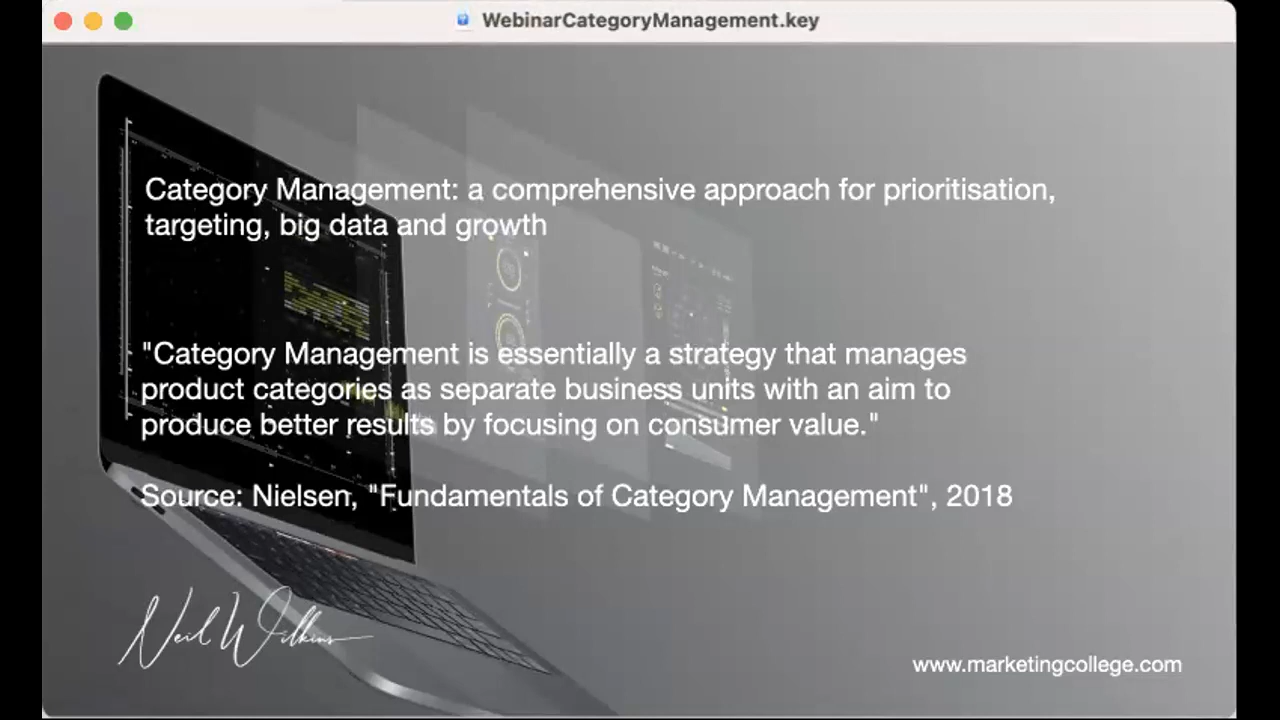 WebinarCategoryManagement.key
Category Management: a comprehensive approach for prioritisation,
targeting, big data and growth
"Category Management is essentially a strategy that manages
product categories as separate business units with an aim to
produce better results by focusing on consumer value."
Source: Nielsen, "Fundamentals of Category Management", 2018
Neil Wilkins
www.marketingcollege.com